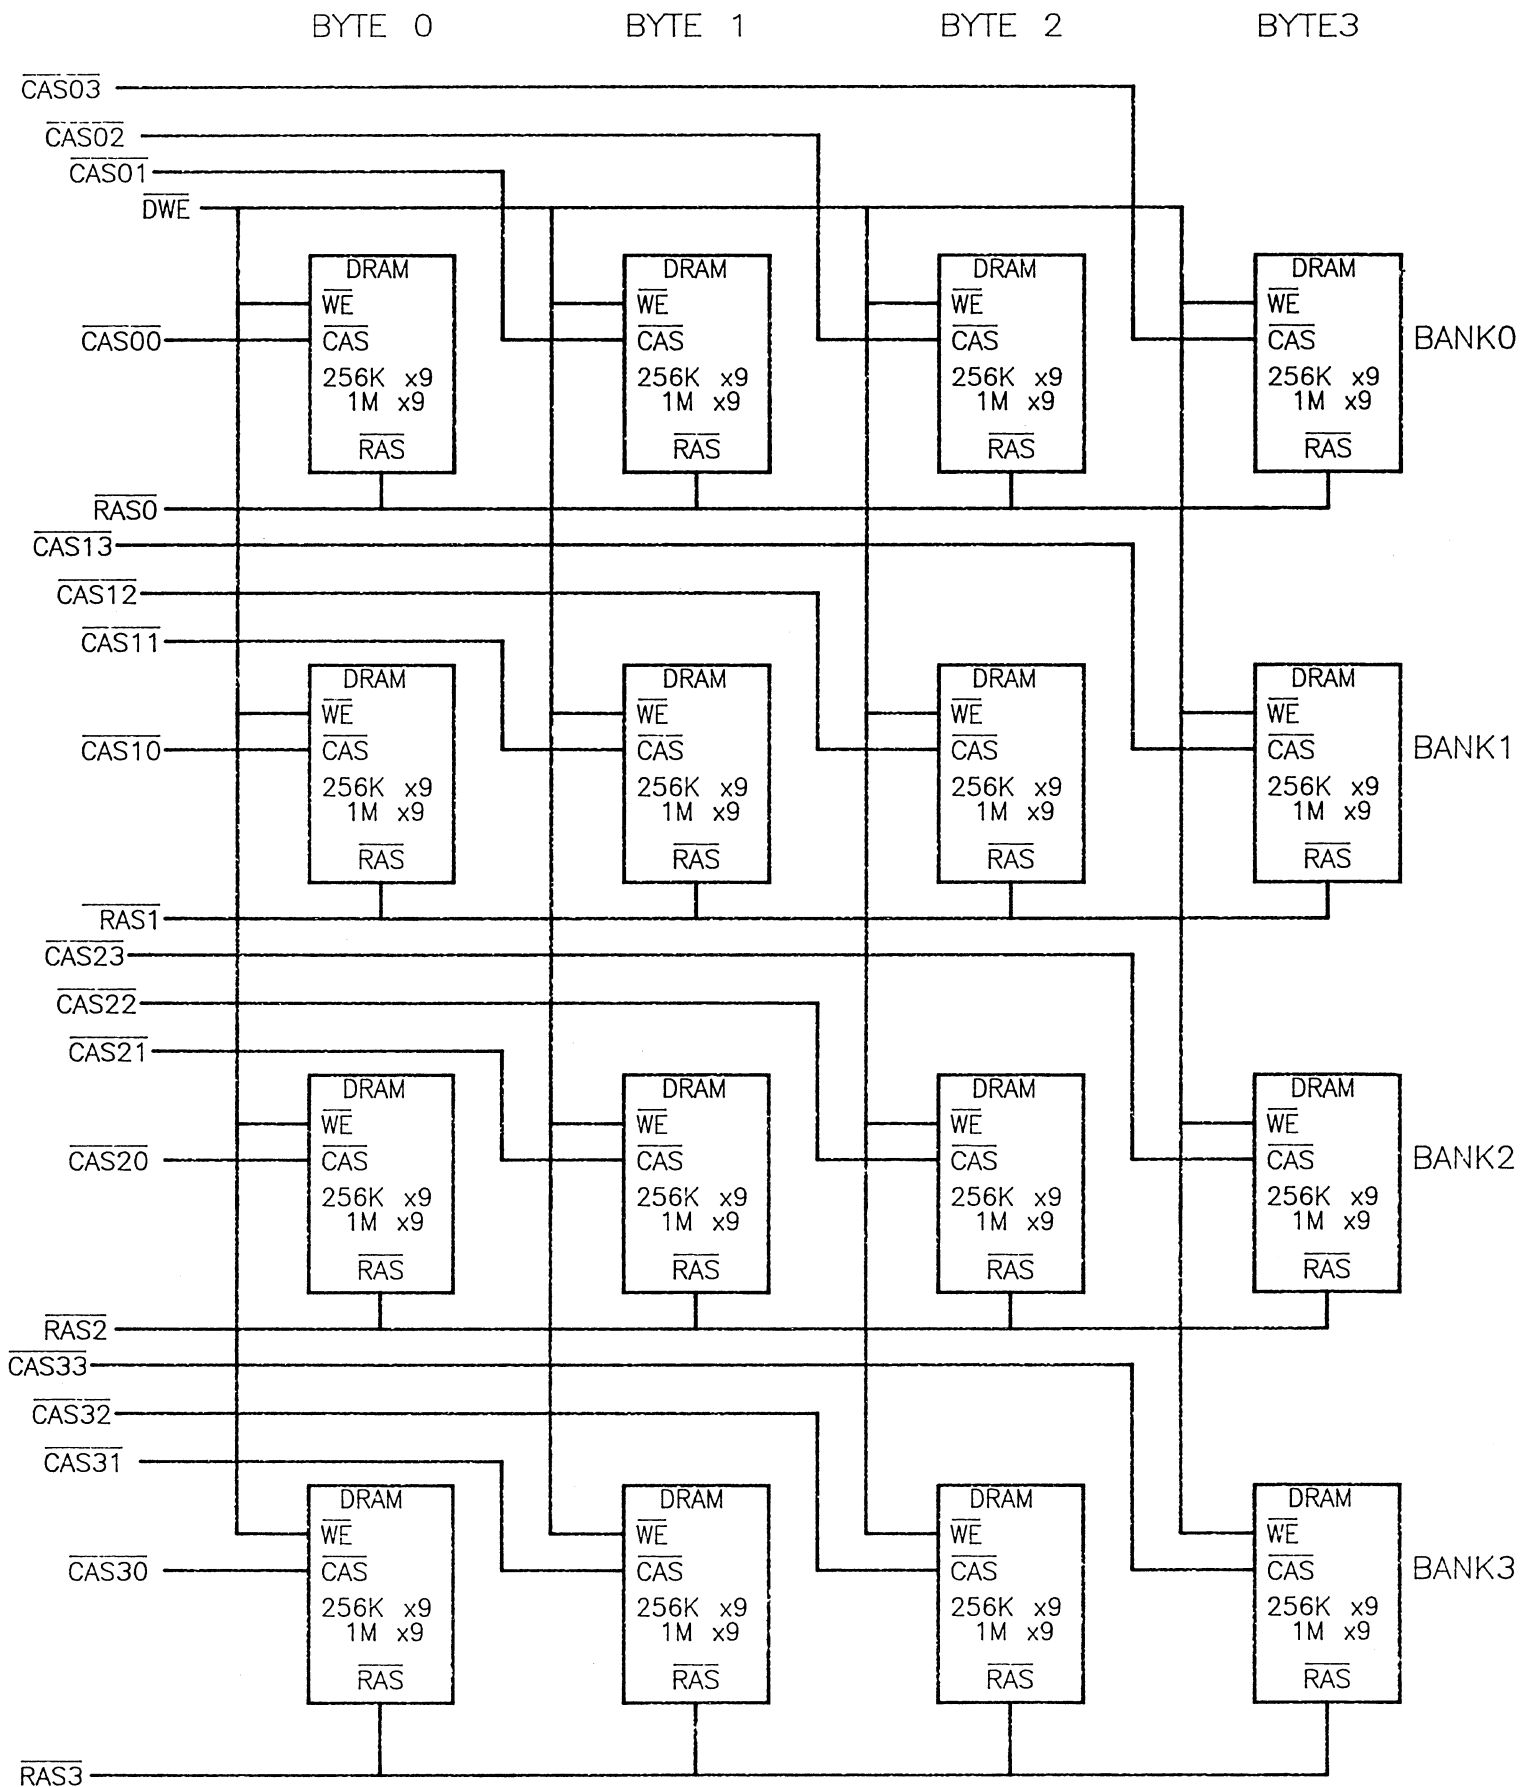 BYTE 0 BYTE 1 BYTE 2 BYTE3
CAS03
CAS02
CAS01
DWE
DRAM DRAM DRAM DRAM
WE WE WE WE
CAS00 CAS CAS CAS CAS BANK0
256K x9 256K x9 256K x9 256K x9
1M x9 1M x9 1M x9 1M x9
RAS RAS RAS RAS
RAS0
CAS13
CAS12
CAS11
DRAM DRAM DRAM DRAM
WE WE WE WE
CAS10 CAS CAS CAS CAS BANK1
256K x9 256K x9 256K x9 256K x9
1M x9 1M x9 1M x9 1M x9
RAS RAS RAS RAS
RAS1
CAS23
CAS22
CAS21
DRAM DRAM DRAM DRAM
WE WE WE WE
CAS20 CAS CAS CAS CAS BANK2
256K x9 256K x9 256K x9 256K x9
1M x9 1M x9 1M x9 1M x9
RAS RAS RAS RAS
RAS2
CAS33
CAS32
CAS31
DRAM DRAM DRAM DRAM
WE WE WE WE
CAS30 CAS CAS CAS CAS BANK3
256K x9 256K x9 256K x9 256K x9
1M x9 1M x9 1M x9 1M x9
RAS RAS RAS RAS
RAS3